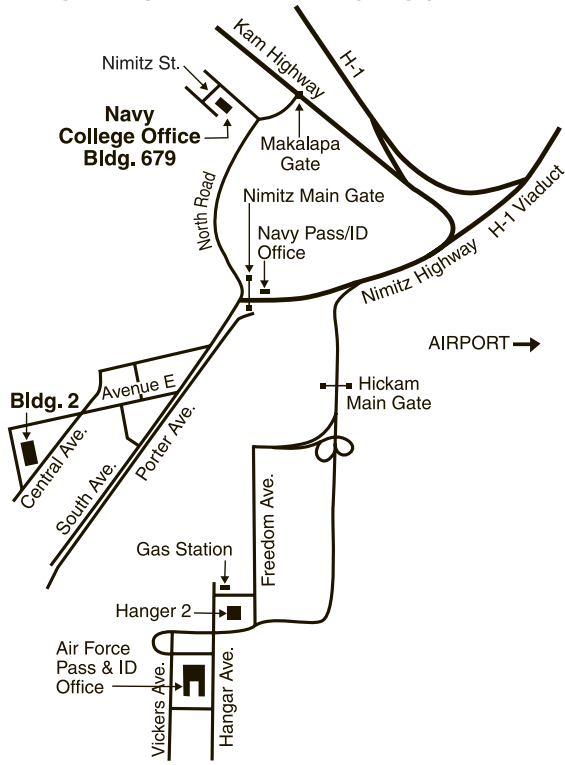 Kam Highway
H-1
Nimitz St.
Navy
College Office
Bldg. 679
Makalapa
Gate
H-1 Viaduct
North Road
Nimitz Main Gate
Navy Pass/ID
Office
Nimitz Highway
AIRPORT
Avenue E
Hickam
Main Gate
Bldg. 2
Central Ave.
South Ave.
Porter Ave.
Freedom Ave.
Gas Station
Hanger 2
Air Force
Pass & ID
Office
Vickers Ave.
Hangar Ave.